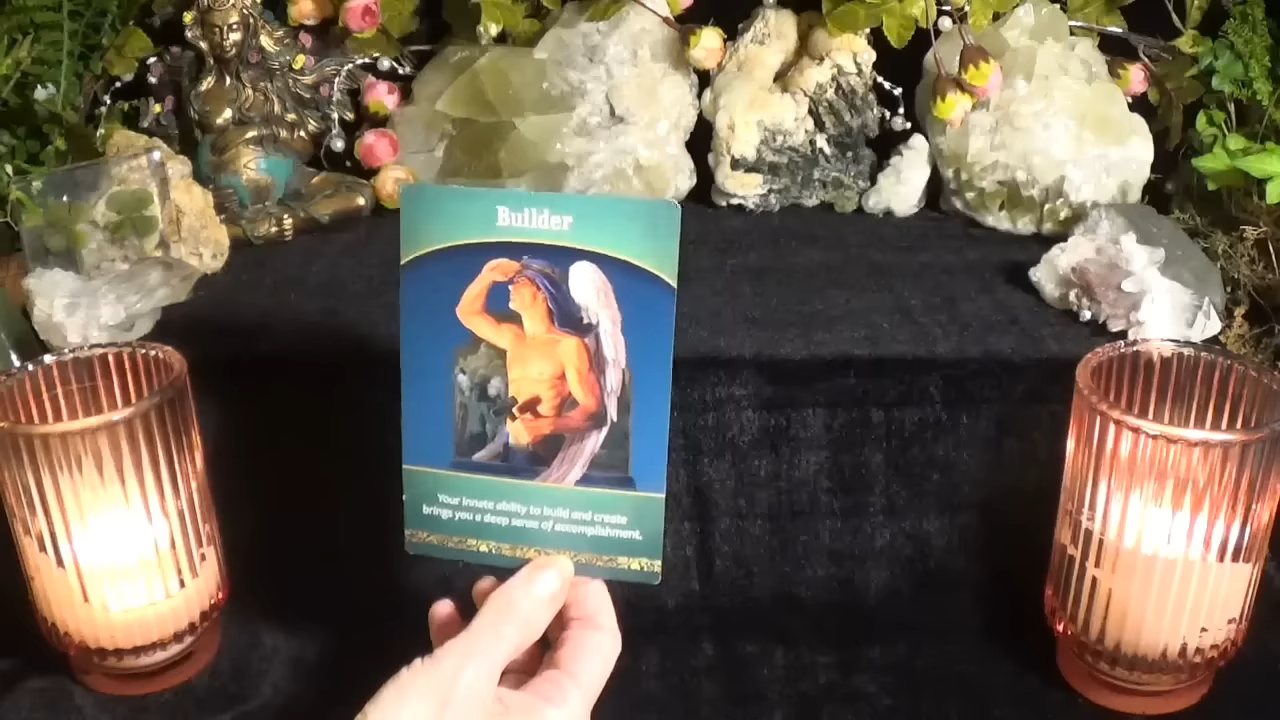 Builder
Your innate ability to build and create
brings you a deep sense of accomplishment.